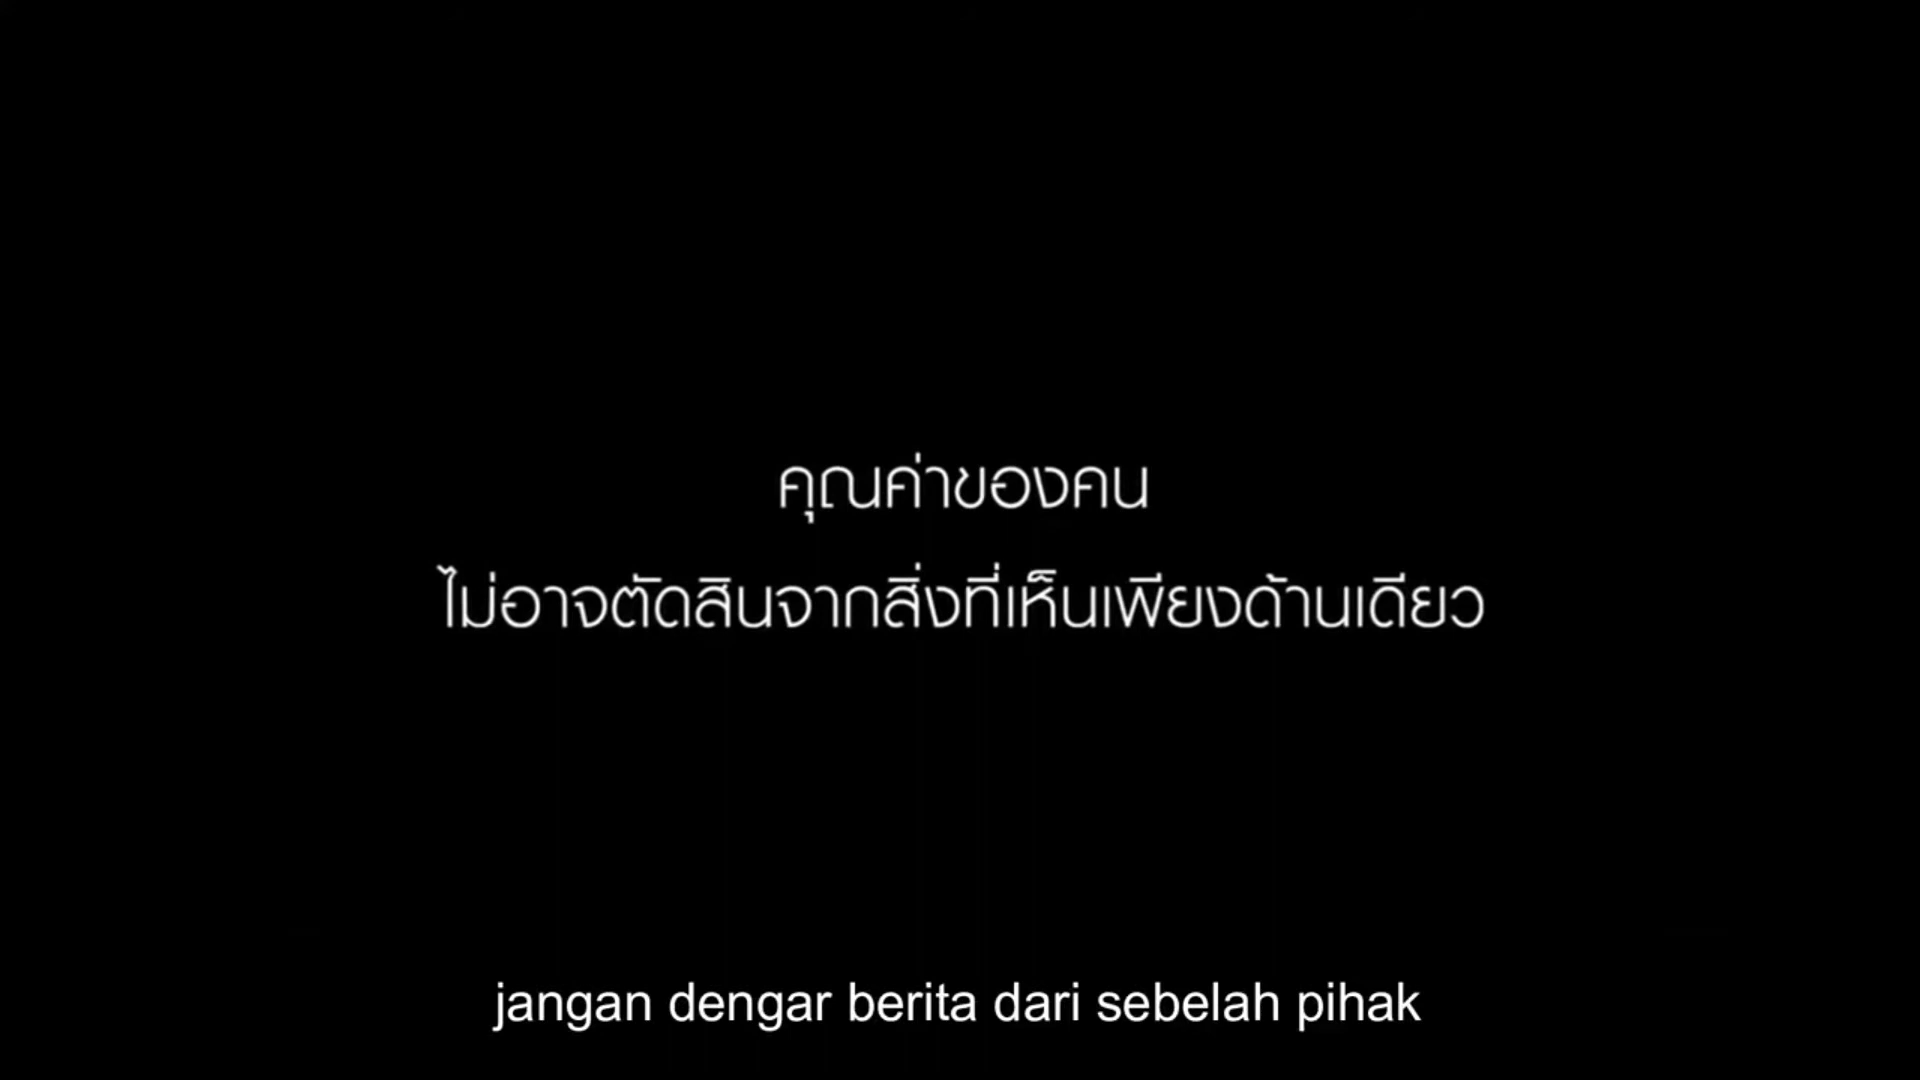 คุณค่าของคน
ไม่อาจตัดสินจากสิ่งที่เห็นเพียงด้านเดียว
jangan dengar berita dari sebelah pihak